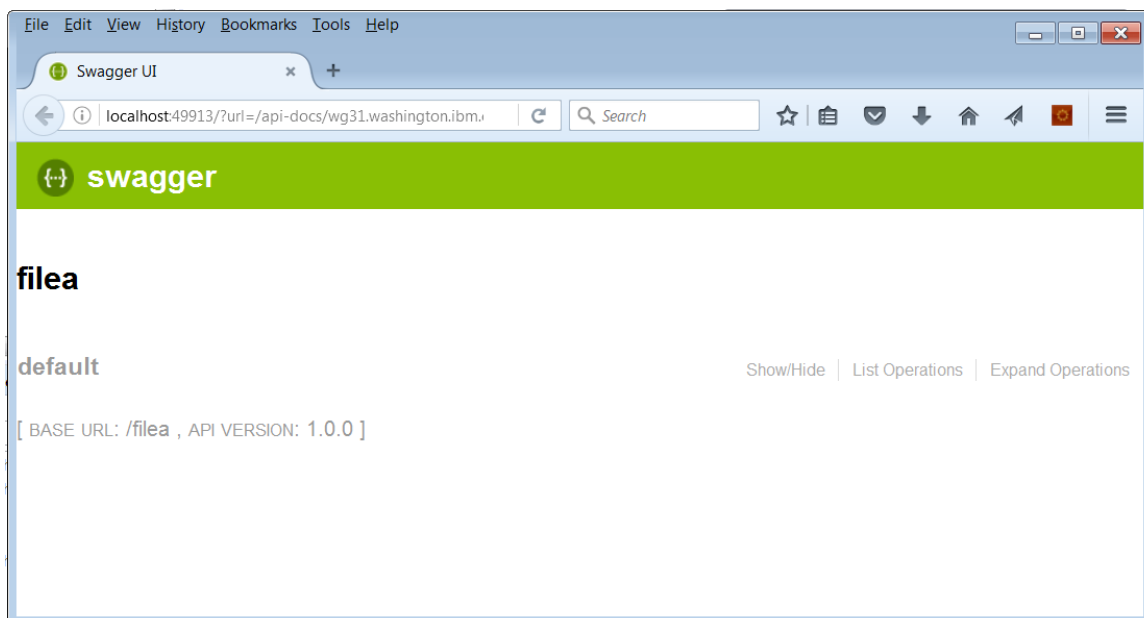 File Edit View History Bookmarks Tools Help
Swagger UI
localhost:49913/?url=/api-docs/wg31.washington.ibm.
Search
swagger
filea
default Show/Hide List Operations Expand Operations
[ BASE URL: /filea , API VERSION: 1.0.0 ]